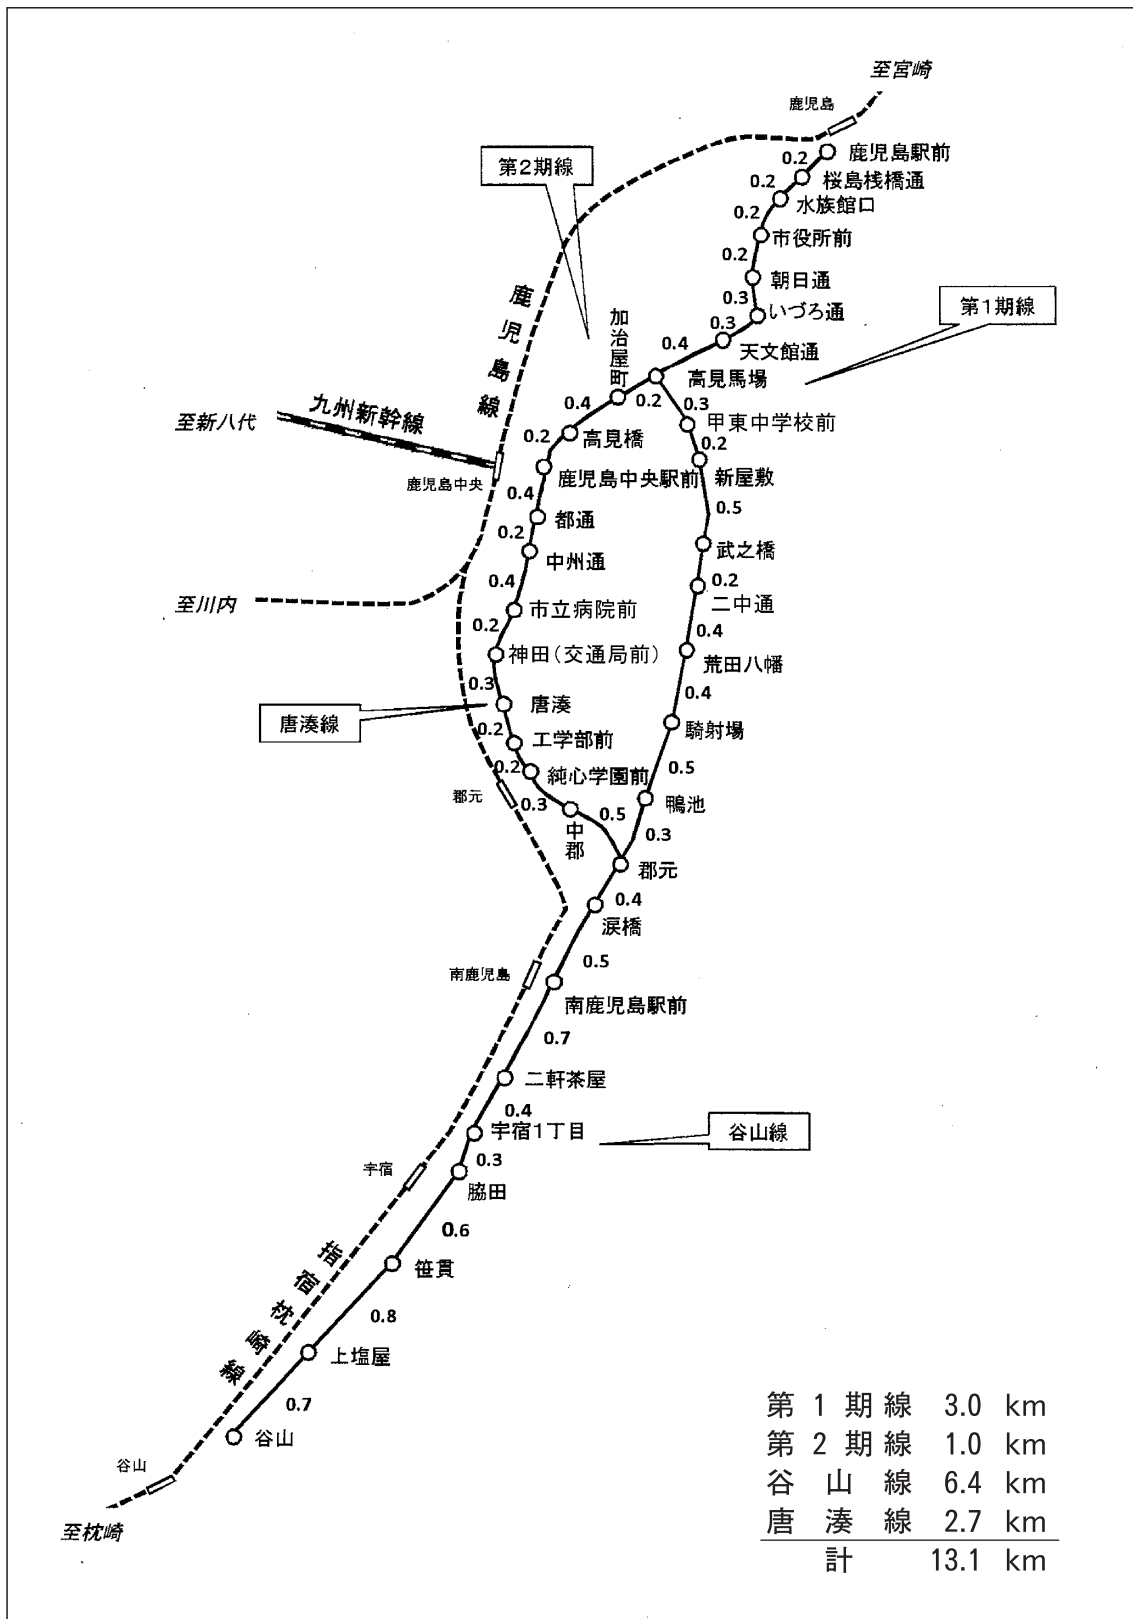 至宮崎
鹿児島
0.2
鹿児島駅前
第2期線
0.2
桜島桟橋通
0.2
水族館口
0.2
市役所前
0.3
朝日通
0.3
いづろ通
第1期線
0.4
天文館通
鹿児島線
加治屋町
高見馬場
0.4
0.2
0.3
甲東中学校前
九州新幹線
至新八代
0.2
高見橋
0.2
新屋敷
鹿児島中央
鹿児島中央駅前
0.4
0.5
都通
0.2
武之橋
中州通
0.4
0.2
二中通
至川内
市立病院前
0.2
0.4
神田(交通局前)
荒田八幡
0.3
0.4
唐湊線
唐湊
騎射場
0.2
工学部前
0.2
純心学園前
0.5
郡元
0.3
中郡
0.5
鴨池
0.3
郡元
0.4
涙橋
0.5
南鹿児島
南鹿児島駅前
0.7
二軒茶屋
0.4
宇宿1丁目
谷山線
0.3
宇宿
脇田
0.6
指宿枕崎線
笹貫
0.8
上塩屋
0.7
谷山
谷山
至枕崎
第1期線 3.0 km
第2期線 1.0 km
谷山線 6.4 km
唐湊線 2.7 km
計 13.1 km